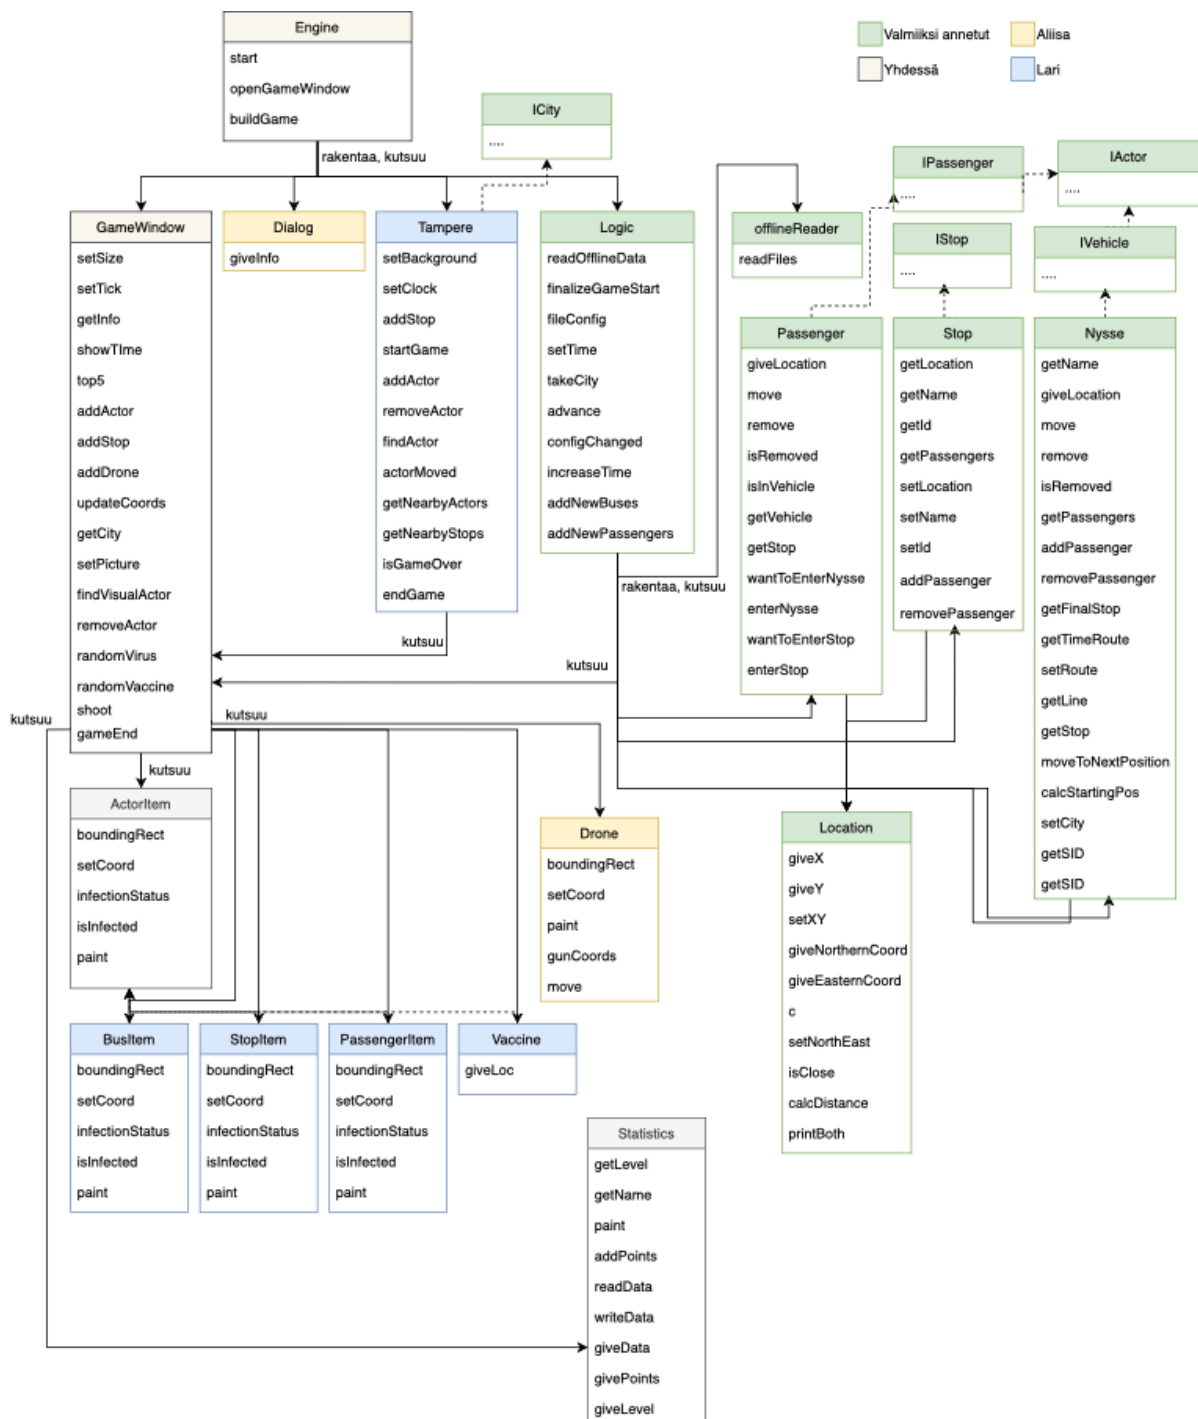 Engine
start
openGameWindow
buildGame
Valmiiksi annetut
Aliisa
Yhdessä
Lari
rakentaa, kutsuu
ICity
....
IPassenger
....
IActor
....
GameWindow
setSize
setTick
getInfo
showTIme
top5
addActor
addStop
addDrone
updateCoords
getCity
setPicture
findVisualActor
removeActor
randomVirus
randomVaccine
shoot
gameEnd
Dialog
giveInfo
Tampere
setBackground
setClock
addStop
startGame
addActor
removeActor
findActor
actorMoved
getNearbyActors
getNearbyStops
isGameOver
endGame
Logic
readOfflineData
finalizeGameStart
fileConfig
setTime
takeCity
advance
configChanged
increaseTime
addNewBuses
addNewPassengers
offlineReader
readFiles
IStop
....
IVehicle
....
Passenger
giveLocation
move
remove
isRemoved
isInVehicle
getVehicle
getStop
wantToEnterNysse
enterNysse
wantToEnterStop
enterStop
Stop
getLocation
getName
getId
getPassengers
setLocation
setName
setId
addPassenger
removePassenger
Nysse
getName
giveLocation
move
remove
isRemoved
getPassengers
addPassenger
removePassenger
getFinalStop
getTimeRoute
setRoute
getLine
getStop
moveToNextPosition
calcStartingPos
setCity
getSID
getSID
rakentaa, kutsuu
kutsuu
kutsuu
kutsuu
kutsuu
kutsuu
ActorItem
boundingRect
setCoord
infectionStatus
isInfected
paint
Drone
boundingRect
setCoord
paint
gunCoords
move
Location
giveX
giveY
setXY
giveNorthernCoord
giveEasternCoord
c
setNorthEast
isClose
calcDistance
printBoth
BusItem
boundingRect
setCoord
infectionStatus
isInfected
paint
StopItem
boundingRect
setCoord
infectionStatus
isInfected
paint
PassengerItem
boundingRect
setCoord
infectionStatus
isInfected
paint
Vaccine
giveLoc
Statistics
getLevel
getName
paint
addPoints
readData
writeData
giveData
givePoints
giveLevel